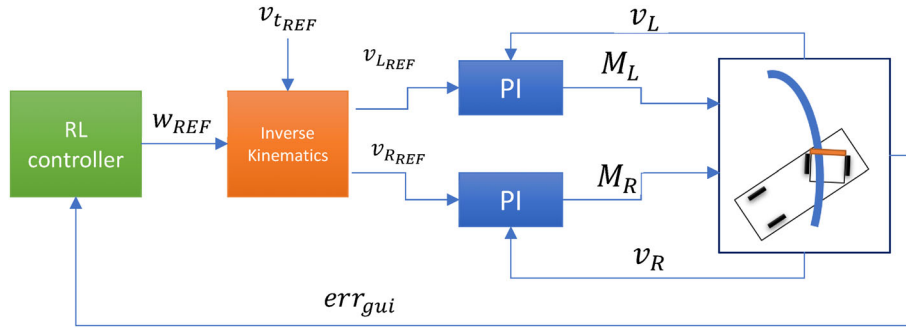 v_{t_{REF}}
v_L
v_{L_{REF}}
PI
M_L
RL
controller
w_{REF}
Inverse
Kinematics
v_{R_{REF}}
PI
M_R
v_R
err_{gui}